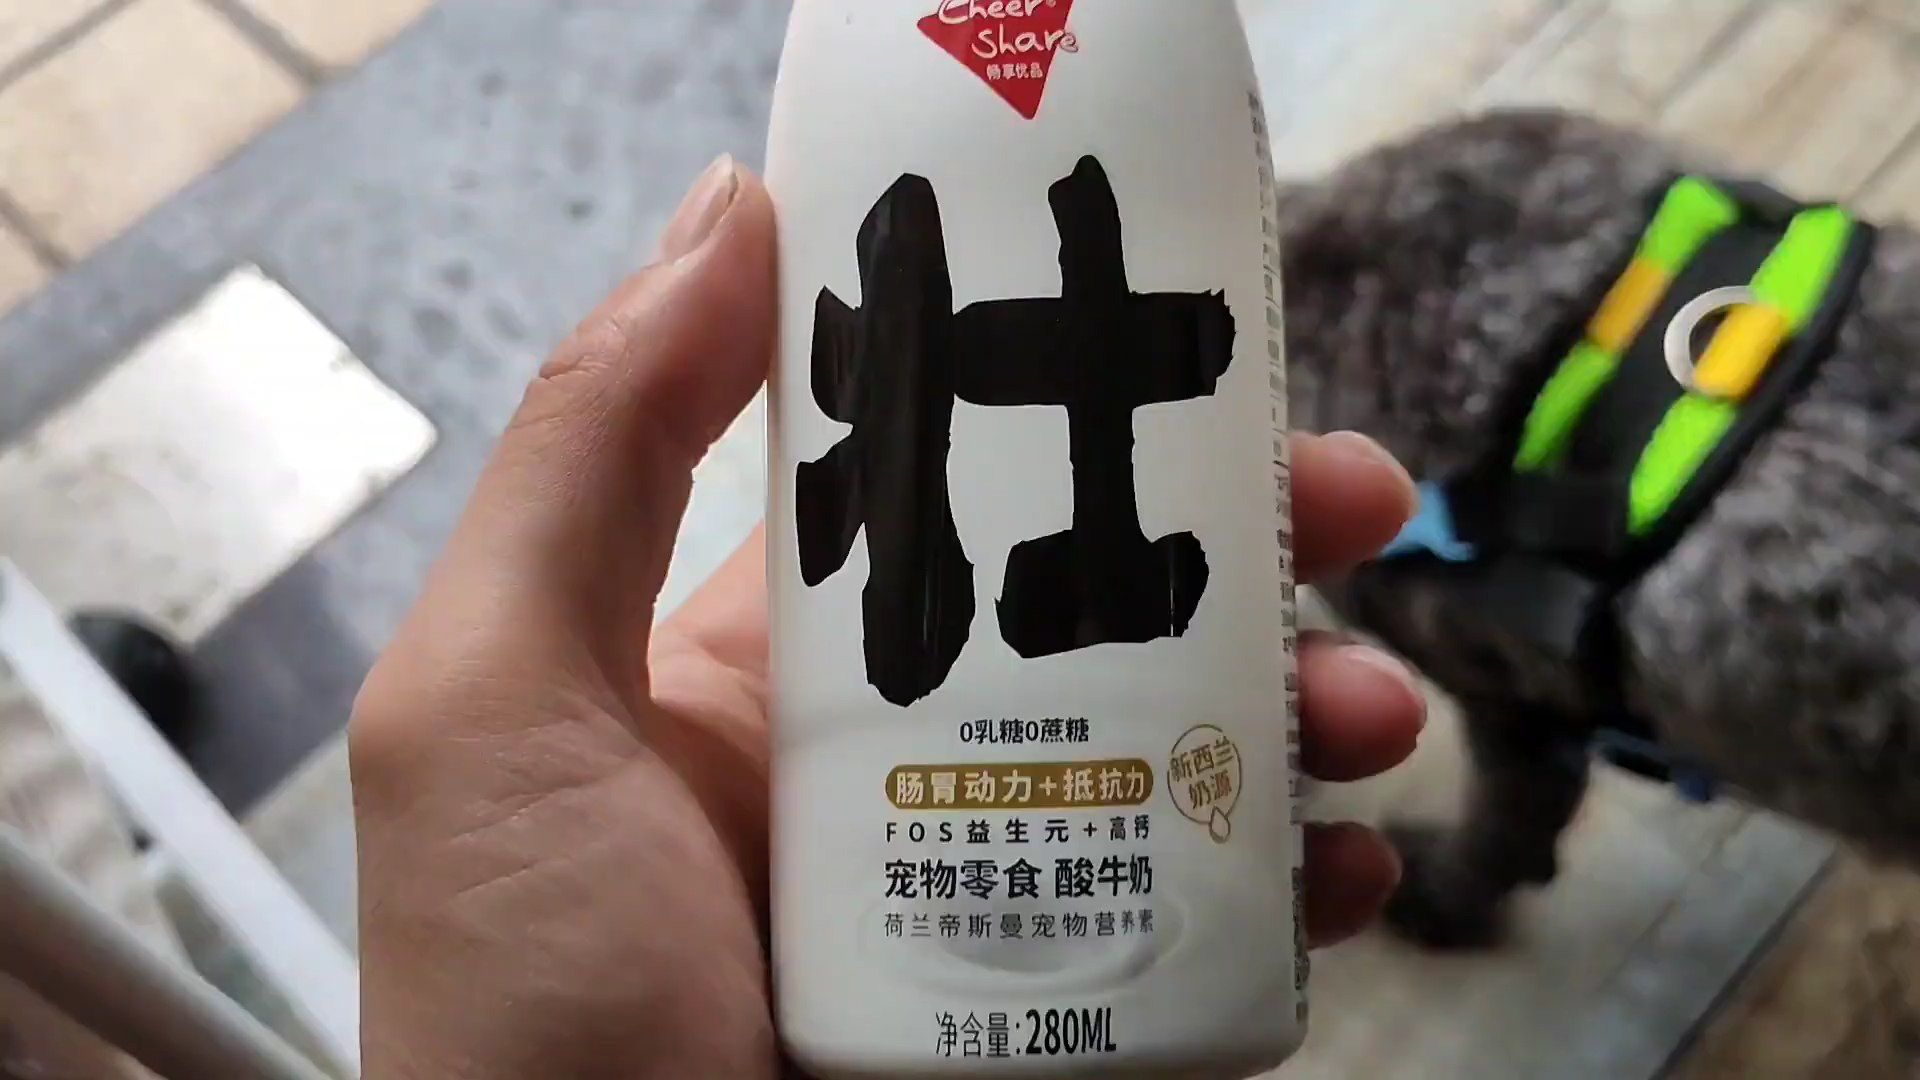 Cheer
Share
畅享优品
壮
0乳糖0蔗糖
肠胃动力+抵抗力
新西兰
奶源
FOS益生元+高钙
宠物零食 酸牛奶
荷兰帝斯曼宠物营养素
净含量:280ML